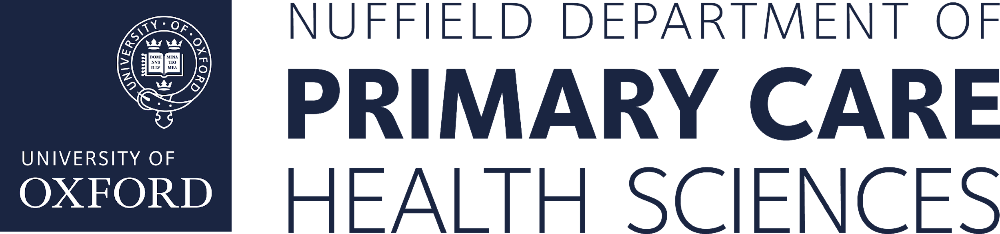 UNIVERSITY · OF · OXFORD
DOMI
NVS
ILLV
MINA
TIO
MEA
UNIVERSITY OF
OXFORD
NUFFIELD DEPARTMENT OF
PRIMARY CARE
HEALTH SCIENCES